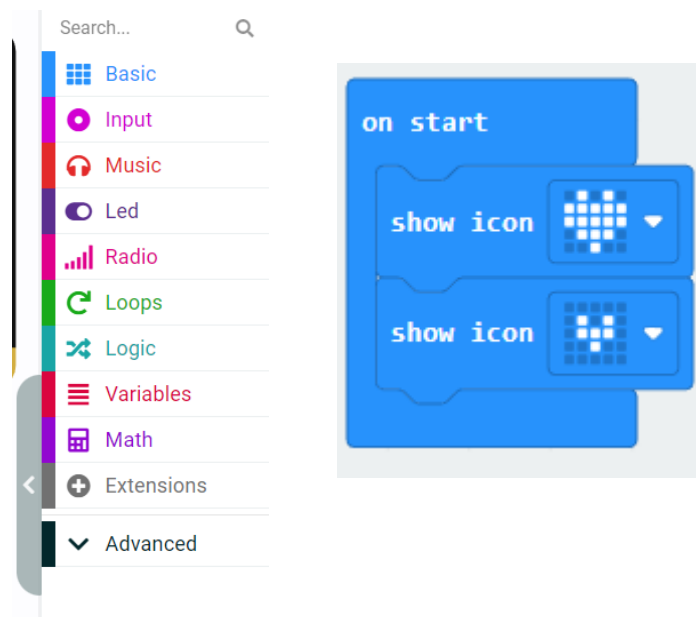 Search...
Basic
Input
Music
Led
Radio
Loops
Logic
Variables
Math
Extensions
Advanced
on start
show icon
show icon